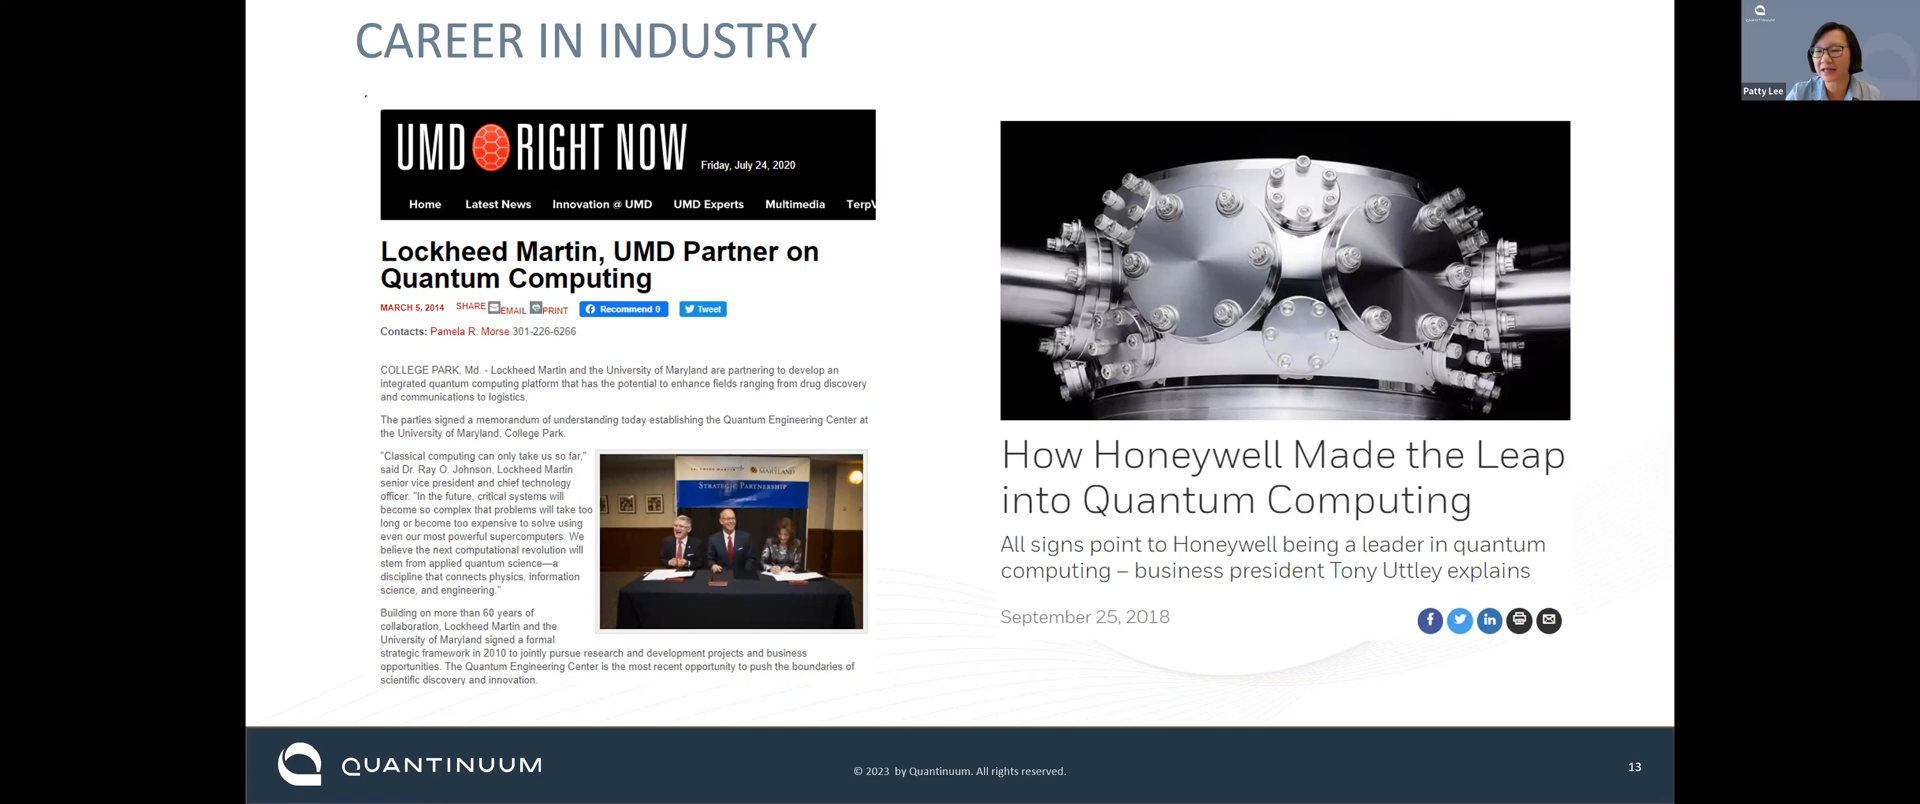 CAREER IN INDUSTRY
UMD RIGHT NOW
Friday, July 24, 2020
Home Latest News Innovation @ UMD UMD Experts Multimedia TerpV
Lockheed Martin, UMD Partner on
Quantum Computing
MARCH 5, 2014 SHARE EMAIL PRINT Recommend 0 Tweet
Contacts: Pamela R. Morse 301-226-6266
COLLEGE PARK, Md. - Lockheed Martin and the University of Maryland are partnering to develop an
integrated quantum computing platform that has the potential to enhance fields ranging from drug discovery
and communications to logistics.
The parties signed a memorandum of understanding today establishing the Quantum Engineering Center at
the University of Maryland, College Park.
"Classical computing can only take us so far,"
said Dr. Ray O. Johnson, Lockheed Martin
senior vice president and chief technology
officer. "In the future, critical systems will
become so complex that problems will take too
long or become too expensive to solve using
even our most powerful supercomputers. We
believe the next computational revolution will
stem from applied quantum science—a
discipline that connects physics, information
science, and engineering."
MARYLAND
STRATEGIC PARTNERSHIP
Building on more than 60 years of
collaboration, Lockheed Martin and the
University of Maryland signed a formal
strategic framework in 2010 to jointly pursue research and development projects and business
opportunities. The Quantum Engineering Center is the most recent opportunity to push the boundaries of
scientific discovery and innovation.
How Honeywell Made the Leap
into Quantum Computing
All signs point to Honeywell being a leader in quantum
computing – business president Tony Uttley explains
September 25, 2018
QUANTINUUM
© 2023 by Quantinuum. All rights reserved.
13
QUANTINUUM
Patty Lee